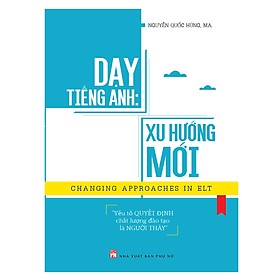 NGUYỄN QUỐC HÙNG, MA
DẠY
TIẾNG ANH:
XU HƯỚNG
MỚI
CHANGING APPROACHES IN ELT
"Yếu tố QUYẾT ĐỊNH
chất lượng đào tạo
là NGƯỜI THẦY"
NHÀ XUẤT BẢN PHỤ NỮ